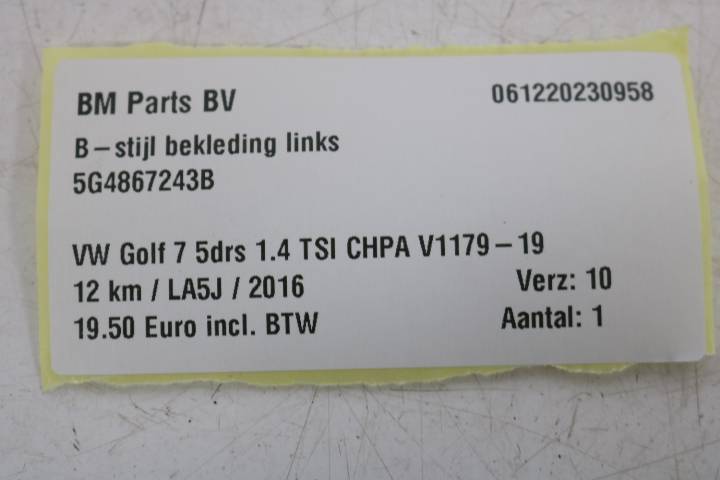 BM Parts BV 061220230958
B-stijl bekleding links
5G4867243B
VW Golf 7 5drs 1.4 TSI CHPA V1179-19
12 km / LA5J / 2016 Verz: 10
19.50 Euro incl. BTW Aantal: 1